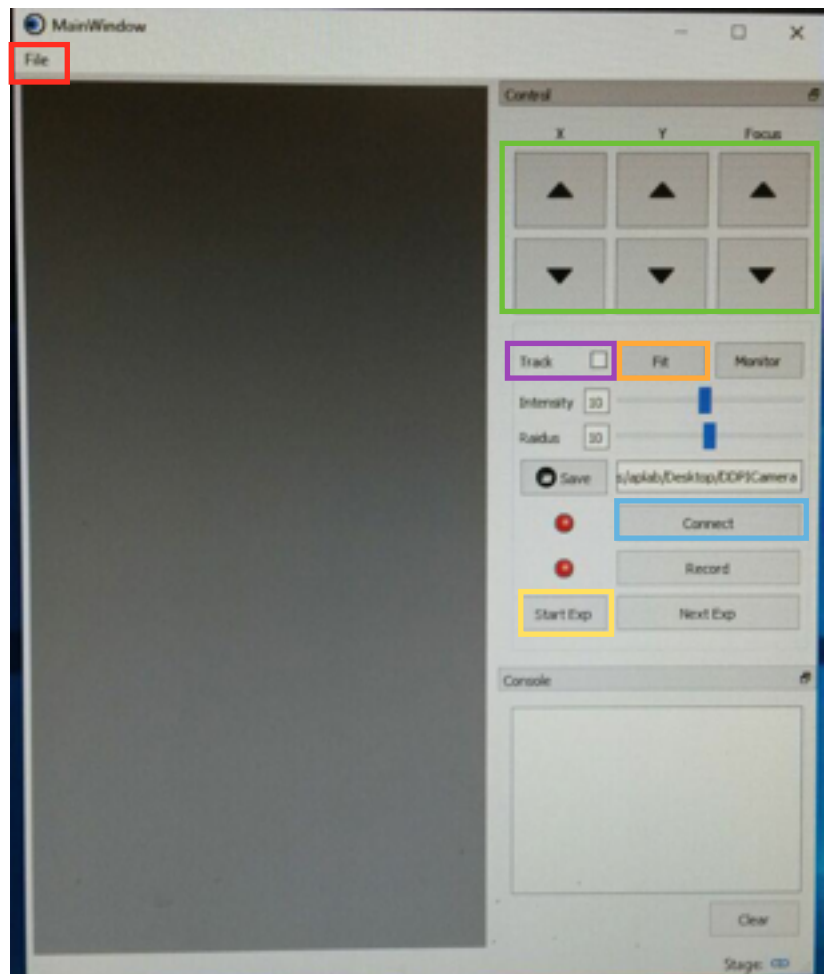 MainWindow
File
Control
X Y Focus
Track Fit Monitor
Intensity 10
Raidus 10
Save s/aplab/Desktop/DDPICamera
Connect
Record
Start Exp Next Exp
Console
Clear
Stage: